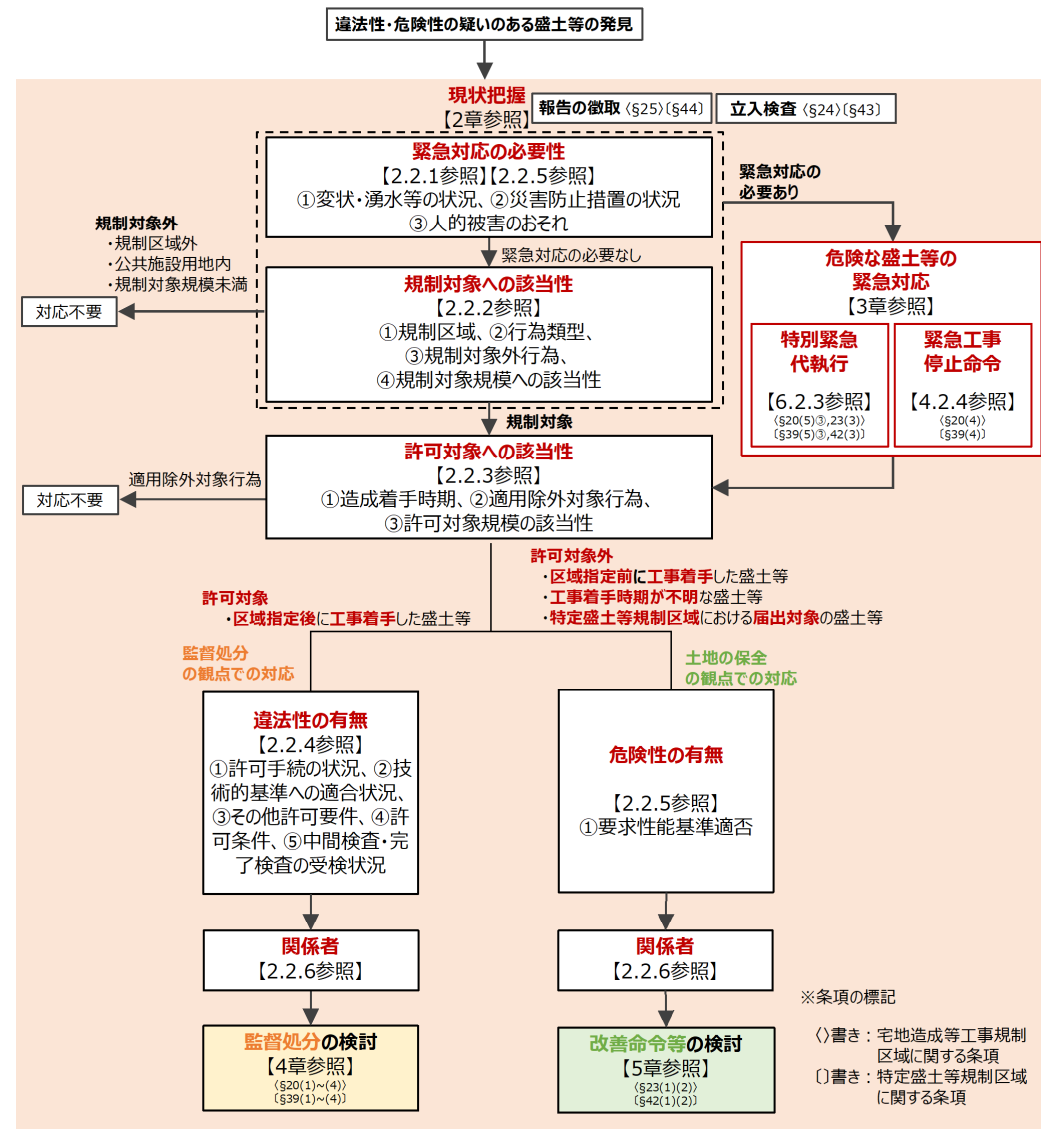 違法性・危険性の疑いのある盛土等の発見
現状把握
【2章参照】
報告の徴取〈§25〉〔§44〕
立入検査〈§24〉〔§43〕
緊急対応の必要性
【2.2.1参照】【2.2.5参照】
①変状・湧水等の状況、②災害防止措置の状況
③人的被害のおそれ
緊急対応の
必要あり
緊急対応の必要なし
規制対象外
・規制区域外
・公共施設用地内
・規制対象規模未満
対応不要
規制対象への該当性
【2.2.2参照】
①規制区域、②行為類型、
③規制対象外行為、
④規制対象規模への該当性
危険な盛土等の
緊急対応
【3章参照】
特別緊急
代執行
【6.2.3参照】
〈§20(5)③,23(3)〉
〔§39(5)③,42(3)〕
緊急工事
停止命令
【4.2.4参照】
〈§20(4)〉
〔§39(4)〕
規制対象
許可対象への該当性
【2.2.3参照】
①造成着手時期、②適用除外対象行為、
③許可対象規模の該当性
適用除外対象行為
対応不要
許可対象外
・区域指定前に工事着手した盛土等
・工事着手時期が不明な盛土等
・特定盛土等規制区域における届出対象の盛土等
許可対象
・区域指定後に工事着手した盛土等
監督処分
の観点での対応
土地の保全
の観点での対応
違法性の有無
【2.2.4参照】
①許可手続の状況、②技
術的基準への適合状況、
③その他許可要件、④許
可条件、⑤中間検査・完
了検査の受検状況
危険性の有無
【2.2.5参照】
①要求性能基準適否
関係者
【2.2.6参照】
関係者
【2.2.6参照】
監督処分の検討
【4章参照】
〈§20(1)~(4)〉
〔§39(1)~(4)〕
改善命令等の検討
【5章参照】
〈§23(1)(2)〉
〔§42(1)(2)〕
※条項の標記
〈〉書き：宅地造成等工事規制
区域に関する条項
〔〕書き：特定盛土等規制区域
に関する条項